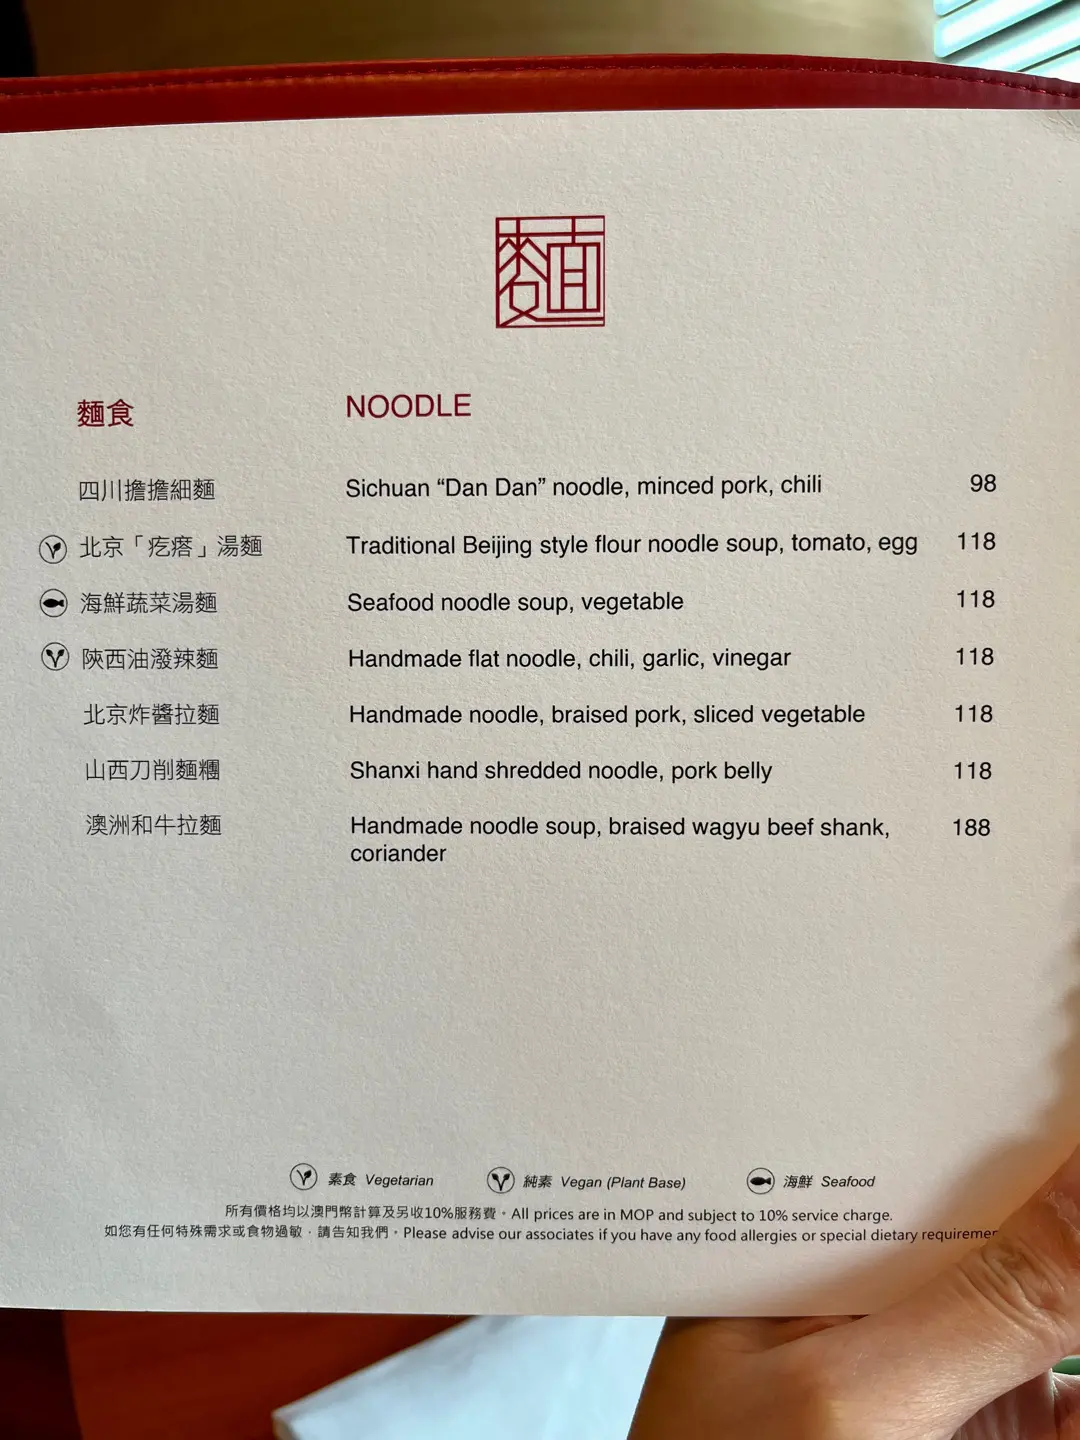 麵
麵食 NOODLE
四川擔擔細麵 Sichuan “Dan Dan” noodle, minced pork, chili 98
北京「疙瘩」湯麵 Traditional Beijing style flour noodle soup, tomato, egg 118
海鮮蔬菜湯麵 Seafood noodle soup, vegetable 118
陝西油潑辣麵 Handmade flat noodle, chili, garlic, vinegar 118
北京炸醬拉麵 Handmade noodle, braised pork, sliced vegetable 118
山西刀削麵糰 Shanxi hand shredded noodle, pork belly 118
澳洲和牛拉麵 Handmade noodle soup, braised wagyu beef shank, 188
coriander
素食 Vegetarian 純素 Vegan (Plant Base) 海鮮 Seafood
所有價格均以澳門幣計算及另收10%服務費。All prices are in MOP and subject to 10% service charge.
如您有任何特殊需求或食物過敏，請告知我們。Please advise our associates if you have any food allergies or special dietary